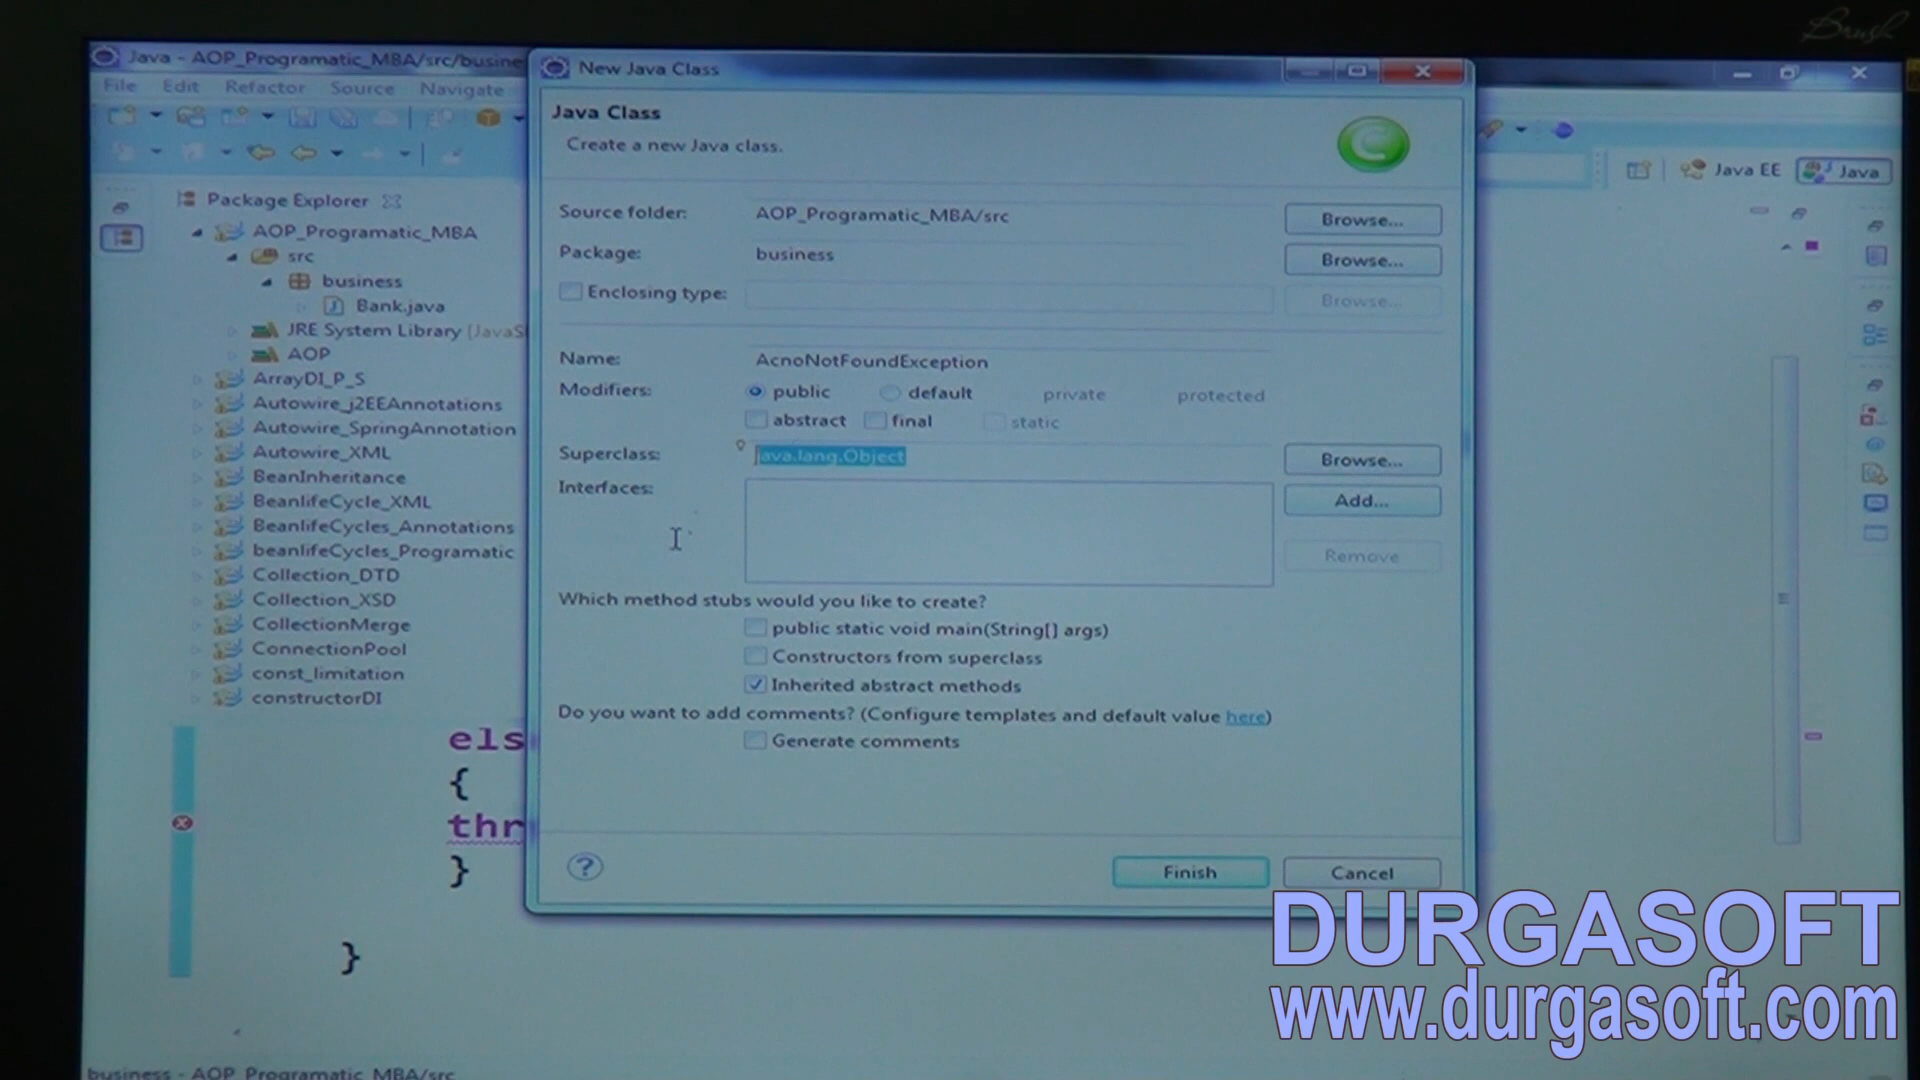 Brush
Java - AOP_Programatic_MBA/src/busine
File Edit Refactor Source Navigate
Package Explorer
AOP_Programatic_MBA
src
business
Bank.java
JRE System Library [JavaS
AOP
ArrayDI_P_S
Autowire_j2EEAnnotations
Autowire_SpringAnnotation
Autowire_XML
BeanInheritance
BeanlifeCycle_XML
BeanlifeCycles_Annotations
beanlifeCycles_Programatic
Collection_DTD
Collection_XSD
CollectionMerge
ConnectionPool
const_limitation
constructorDI
els
{
thr
}
}
business - AOP_Programatic_MBA/src
New Java Class
Java Class
Create a new Java class.
Source folder: AOP_Programatic_MBA/src Browse...
Package: business Browse...
Enclosing type: Browse...
Name: AcnoNotFoundException
Modifiers: public default private protected
abstract final static
Superclass: java.lang.Object Browse...
Interfaces: Add...
Remove
Which method stubs would you like to create?
public static void main(String[] args)
Constructors from superclass
Inherited abstract methods
Do you want to add comments? (Configure templates and default value here)
Generate comments
Finish Cancel
Java EE Java
DURGASOFT
www.durgasoft.com